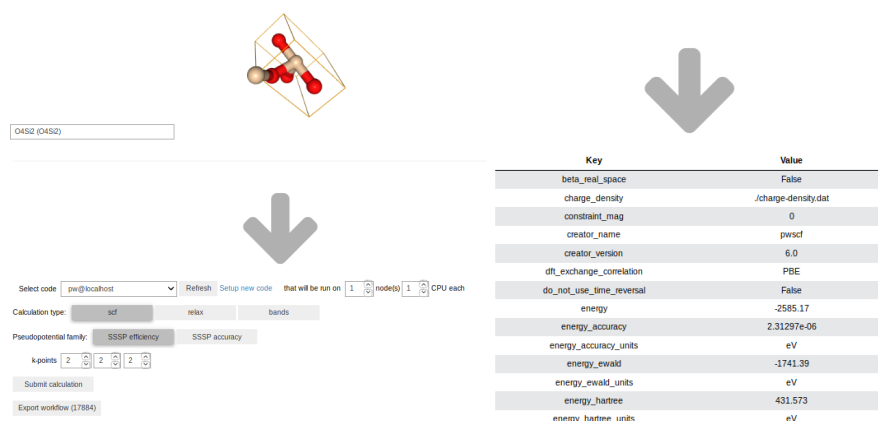 O4Si2 (O4Si2)
Select code pw@localhost Refresh Setup new code that will be run on 1 node(s) 1 CPU each
Calculation type: scf relax bands
Pseudopotential family: SSSP efficiency SSSP accuracy
k-points 2 2 2
Submit calculation
Export workflow (17884)
Key Value
beta_real_space False
charge_density ./charge-density.dat
constraint_mag 0
creator_name pwscf
creator_version 6.0
dft_exchange_correlation PBE
do_not_use_time_reversal False
energy -2585.17
energy_accuracy 2.31297e-06
energy_accuracy_units eV
energy_ewald -1741.39
energy_ewald_units eV
energy_hartree 431.573
energy_hartree_units eV